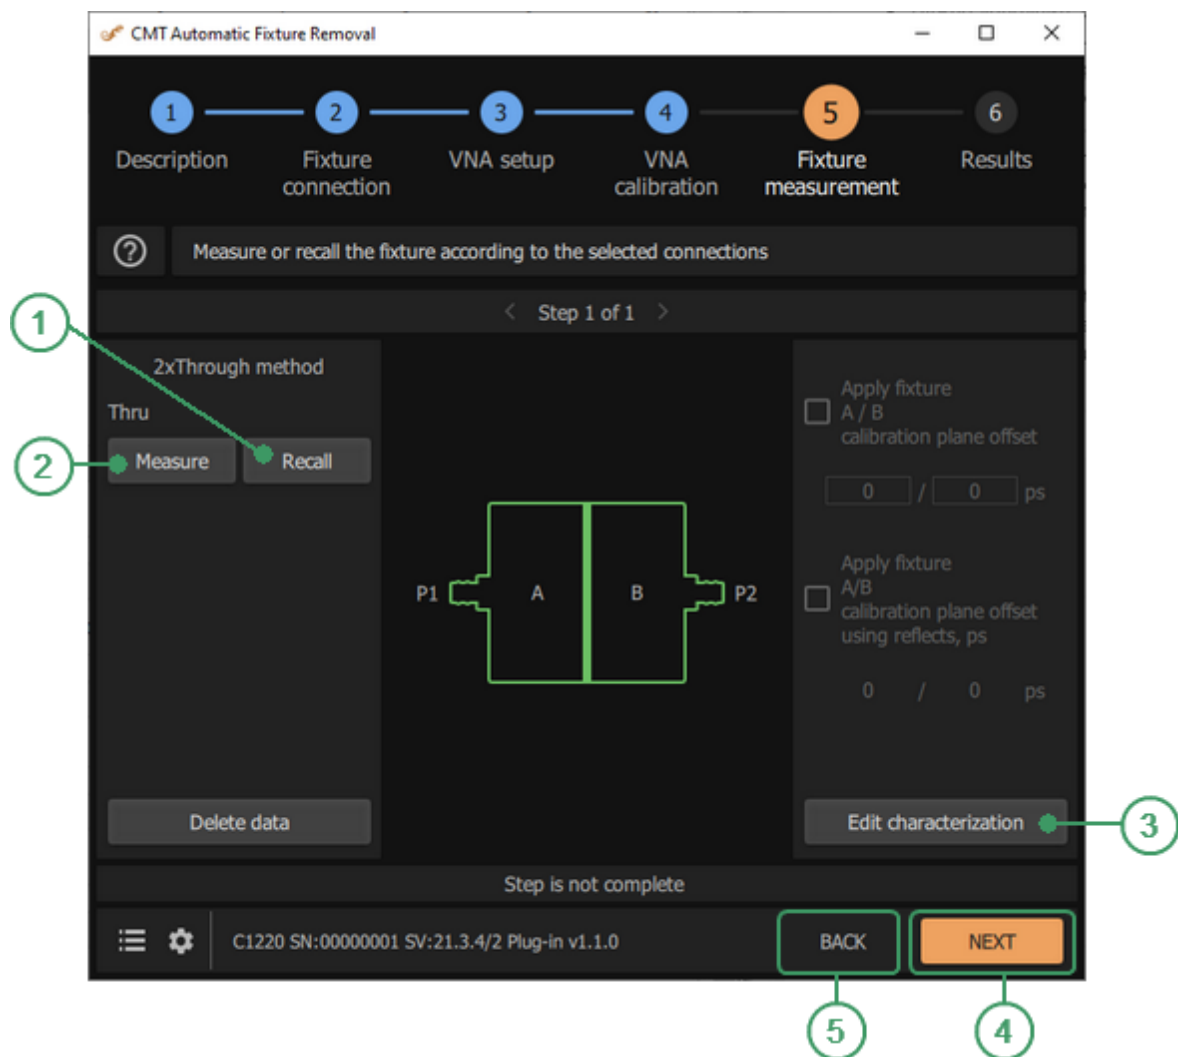 CMT Automatic Fixture Removal
1 2 3 4 5 6
Description
Fixture
connection
VNA setup
VNA
calibration
Fixture
measurement
Results
? Measure or recall the fixture according to the selected connections
< Step 1 of 1 >
1
2xThrough method
Thru
2
Measure
Recall
Delete data
P1 A B P2
Apply fixture
A / B
calibration plane offset
0 / 0 ps
Apply fixture
A/B
calibration plane offset
using reflects, ps
0 / 0 ps
Edit characterization
3
Step is not complete
C1220 SN:00000001 SV:21.3.4/2 Plug-in v1.1.0
BACK
NEXT
5
4